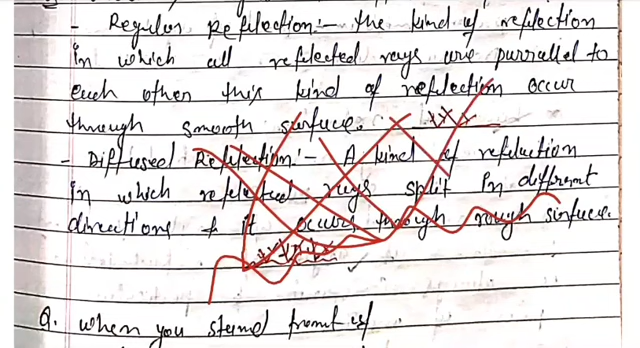 - Regular Reflection:- the kind of reflection
in which all reflected rays are purrallel to
each other this kind of reflection occur
through smooth surface.
- Diffused Reflection:- A kind of refelection
in which reflected rays split in different
directions & it occurs through rough surface.
Q. When you stand front of